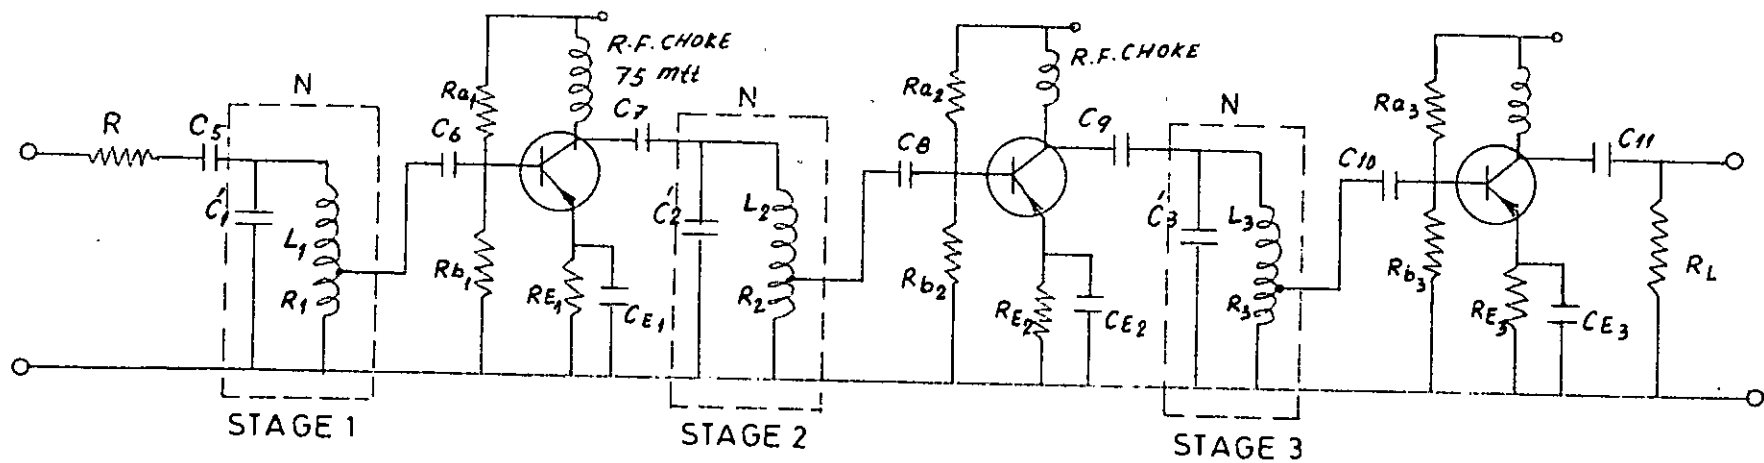 R.F. CHOKE
75 mtt
R.F. CHOKE
N
N
N
R
C5
C6
Ra1
C7
C8
Ra2
C9
C10
Ra3
C11
C'1
L1
R1
Rb1
RE1
CE1
C'2
L2
R2
Rb2
RE2
CE2
C'3
L3
R3
Rb3
RE3
CE3
RL
STAGE 1
STAGE 2
STAGE 3